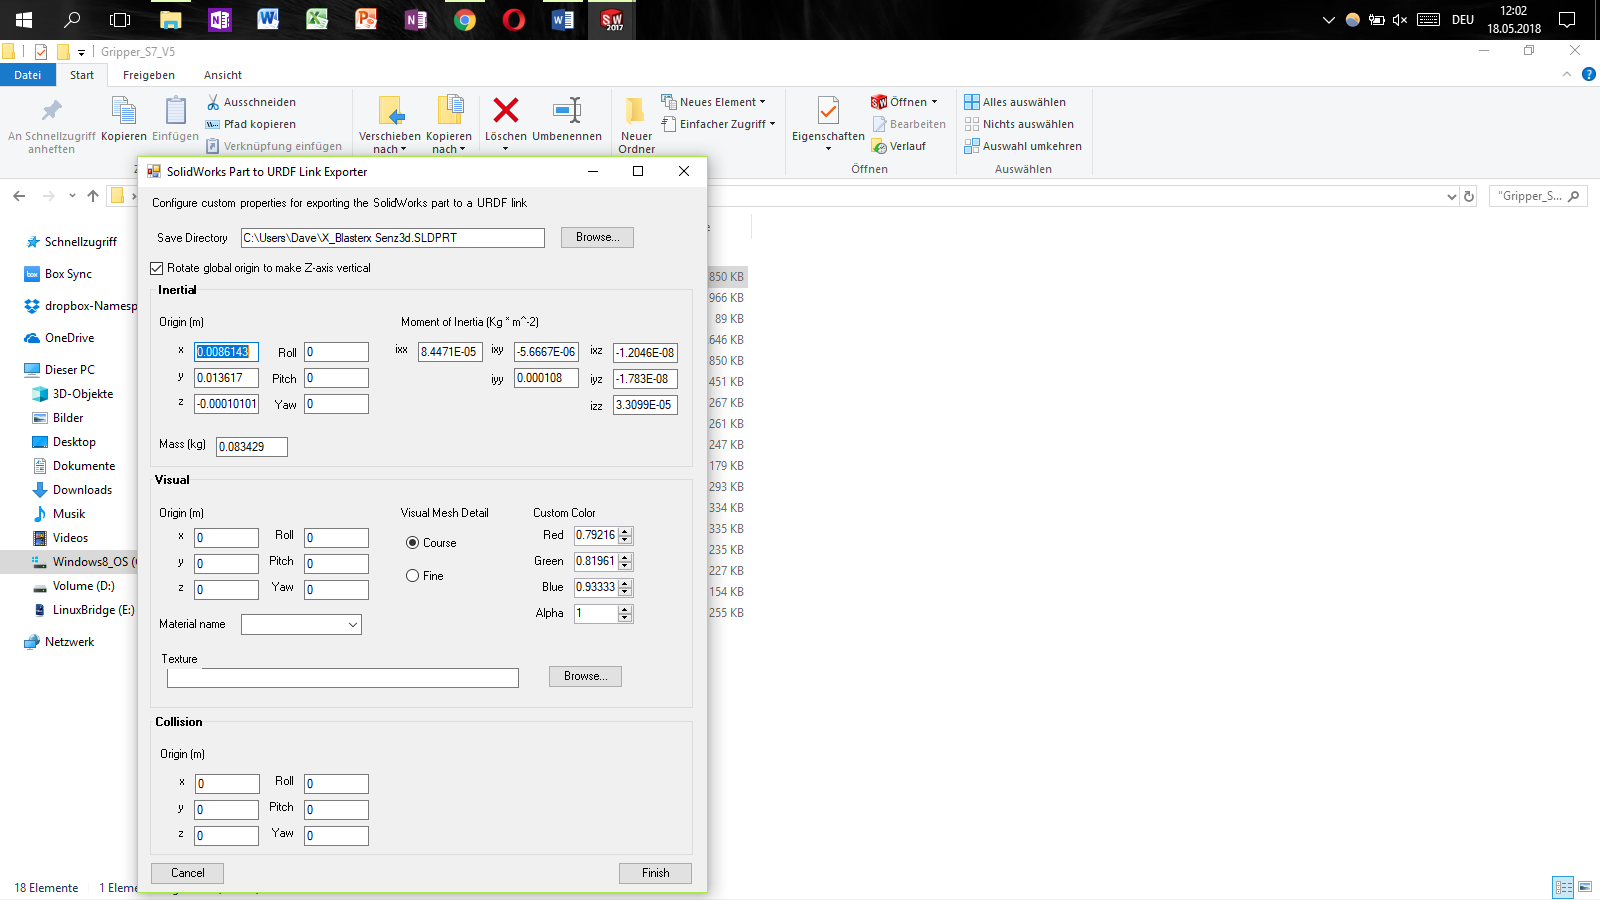 12:02
DEU
18.05.2018
Gripper_S7_V5
Datei Start Freigeben Ansicht
An Schnellzugriff anheften
Kopieren
Einfügen
Ausschneiden
Pfad kopieren
Verknüpfung einfügen
Verschieben nach
Kopieren nach
Löschen
Umbenennen
Neuer Ordner
Neues Element
Einfacher Zugriff
Eigenschaften
Öffnen
Bearbeiten
Verlauf
Öffnen
Alles auswählen
Nichts auswählen
Auswahl umkehren
Auswählen
"Gripper_S...
Schnellzugriff
Box Sync
dropbox-Namesp
OneDrive
Dieser PC
3D-Objekte
Bilder
Desktop
Dokumente
Downloads
Musik
Videos
Windows8_OS (
Volume (D:)
LinuxBridge (E:)
Netzwerk
SolidWorks Part to URDF Link Exporter
Configure custom properties for exporting the SolidWorks part to a URDF link
Save Directory C:\Users\Dave\X_Blasterx Senz3d.SLDPRT Browse...
Rotate global origin to make Z-axis vertical
Inertial
Origin (m) Moment of Inertia (Kg * m^-2)
x 0.0086143 Roll 0 ixx 8.4471E-05 ixy -5.6667E-06 ixz -1.2046E-08
y 0.013617 Pitch 0 iyy 0.000108 iyz -1.783E-08
z -0.00010101 Yaw 0 izz 3.3099E-05
Mass (kg) 0.083429
Visual
Origin (m) Visual Mesh Detail Custom Color
x 0 Roll 0 Course Red 0.79216
y 0 Pitch 0 Fine Green 0.81961
z 0 Yaw 0 Blue 0.93333
Alpha 1
Material name
Texture
Browse...
Collision
Origin (m)
x 0 Roll 0
y 0 Pitch 0
z 0 Yaw 0
Cancel Finish
850 KB
966 KB
89 KB
646 KB
850 KB
451 KB
267 KB
261 KB
247 KB
179 KB
293 KB
334 KB
335 KB
235 KB
227 KB
154 KB
255 KB
18 Elemente 1 Eleme